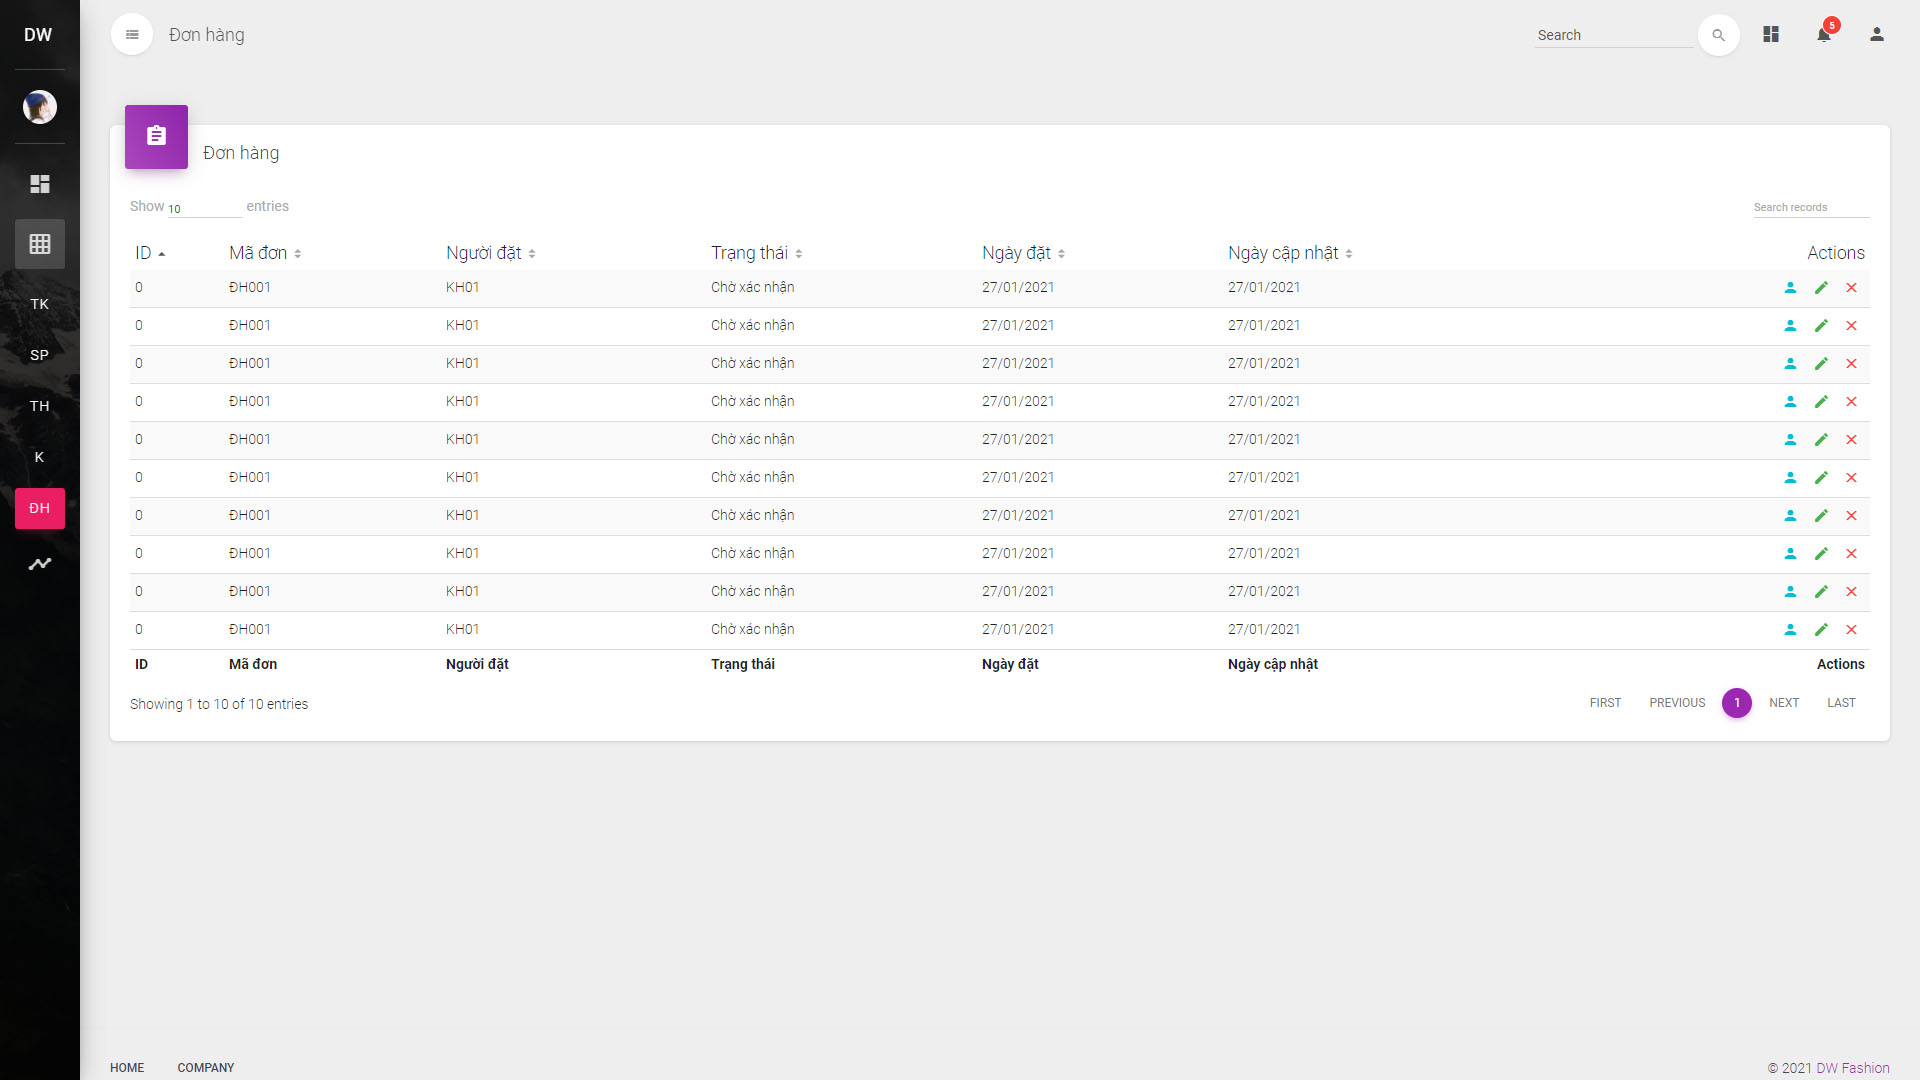 DW
Đơn hàng
Search
5
Đơn hàng
Show 10 entries
Search records
ID Mã đơn Người đặt Trạng thái Ngày đặt Ngày cập nhật Actions
0 ĐH001 KH01 Chờ xác nhận 27/01/2021 27/01/2021
0 ĐH001 KH01 Chờ xác nhận 27/01/2021 27/01/2021
0 ĐH001 KH01 Chờ xác nhận 27/01/2021 27/01/2021
0 ĐH001 KH01 Chờ xác nhận 27/01/2021 27/01/2021
0 ĐH001 KH01 Chờ xác nhận 27/01/2021 27/01/2021
0 ĐH001 KH01 Chờ xác nhận 27/01/2021 27/01/2021
0 ĐH001 KH01 Chờ xác nhận 27/01/2021 27/01/2021
0 ĐH001 KH01 Chờ xác nhận 27/01/2021 27/01/2021
0 ĐH001 KH01 Chờ xác nhận 27/01/2021 27/01/2021
0 ĐH001 KH01 Chờ xác nhận 27/01/2021 27/01/2021
ID Mã đơn Người đặt Trạng thái Ngày đặt Ngày cập nhật Actions
Showing 1 to 10 of 10 entries
FIRST PREVIOUS 1 NEXT LAST
TK
SP
TH
K
ĐH
HOME COMPANY
© 2021 DW Fashion